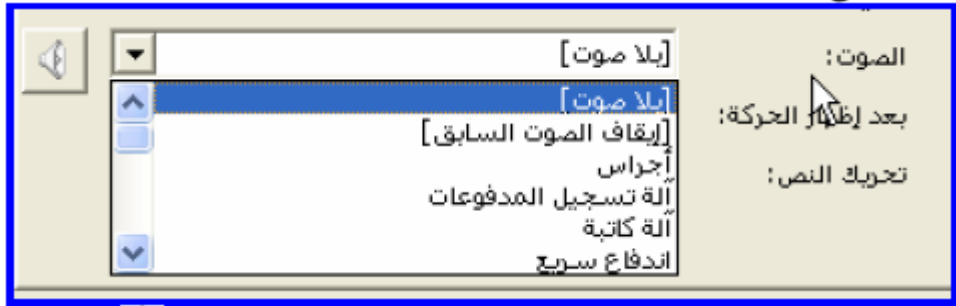 الصوت:
[بلا صوت]
[بلا صوت]
[إيقاف الصوت السابق]
أجراس
آلة تسجيل المدفوعات
آلة كاتبة
اندفاع سريع
بعد إظهار الحركة:
تحريك النص: